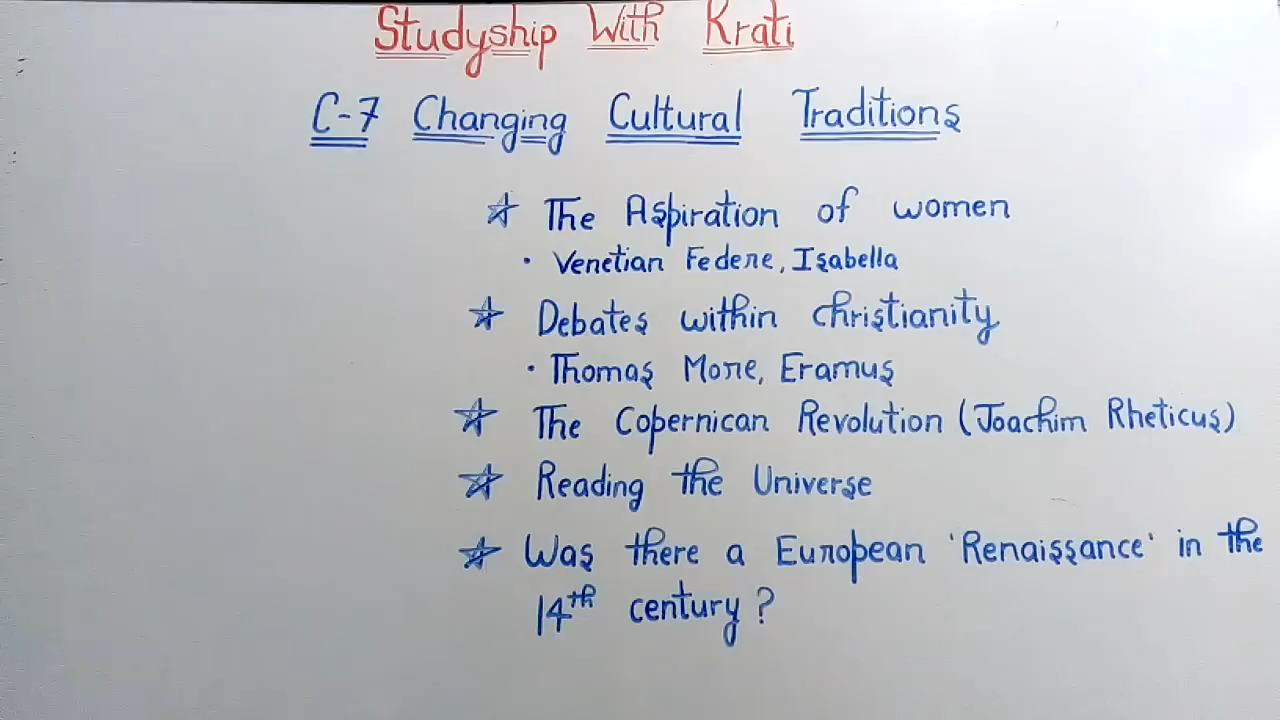 Studyship With Krati
C-7 Changing Cultural Traditions
☆ The Aspiration of women
• Venetian Federe, Isabella
☆ Debates within christianity
• Thomas More, Eramus
☆ The Copernican Revolution (Joachim Rheticus)
☆ Reading the Universe
☆ Was there a European 'Renaissance' in the
14th century?